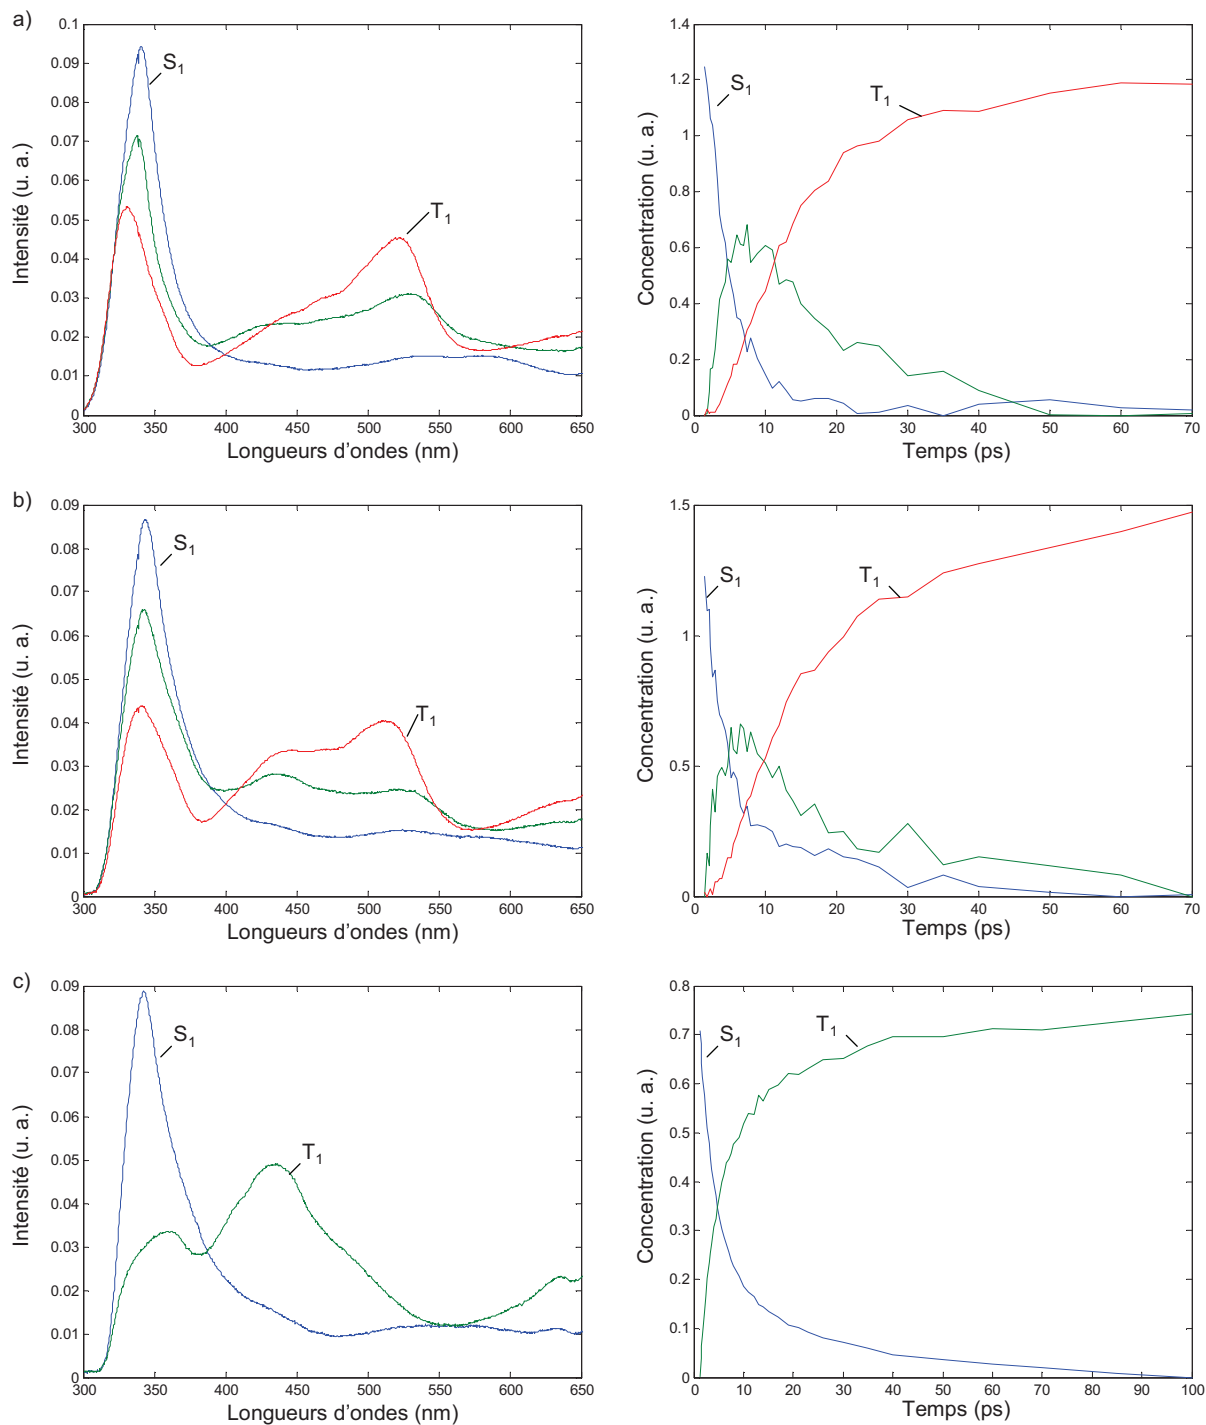 a)
0.1
0.09
0.08
0.07
0.06
0.05
0.04
0.03
0.02
0.01
0
Intensité (u. a.)
S1
T1
300 350 400 450 500 550 600 650
Longueurs d'ondes (nm)
1.4
1.2
1
0.8
0.6
0.4
0.2
0
Concentration (u. a.)
S1
T1
0 10 20 30 40 50 60 70
Temps (ps)
b)
0.09
0.08
0.07
0.06
0.05
0.04
0.03
0.02
0.01
0
Intensité (u. a.)
S1
T1
300 350 400 450 500 550 600 650
Longueurs d'ondes (nm)
1.5
1
0.5
0
Concentration (u. a.)
S1
T1
0 10 20 30 40 50 60 70
Temps (ps)
c)
0.09
0.08
0.07
0.06
0.05
0.04
0.03
0.02
0.01
0
Intensité (u. a.)
S1
T1
300 350 400 450 500 550 600 650
Longueurs d'ondes (nm)
0.8
0.7
0.6
0.5
0.4
0.3
0.2
0.1
0
Concentration (u. a.)
S1
T1
0 10 20 30 40 50 60 70 80 90 100
Temps (ps)